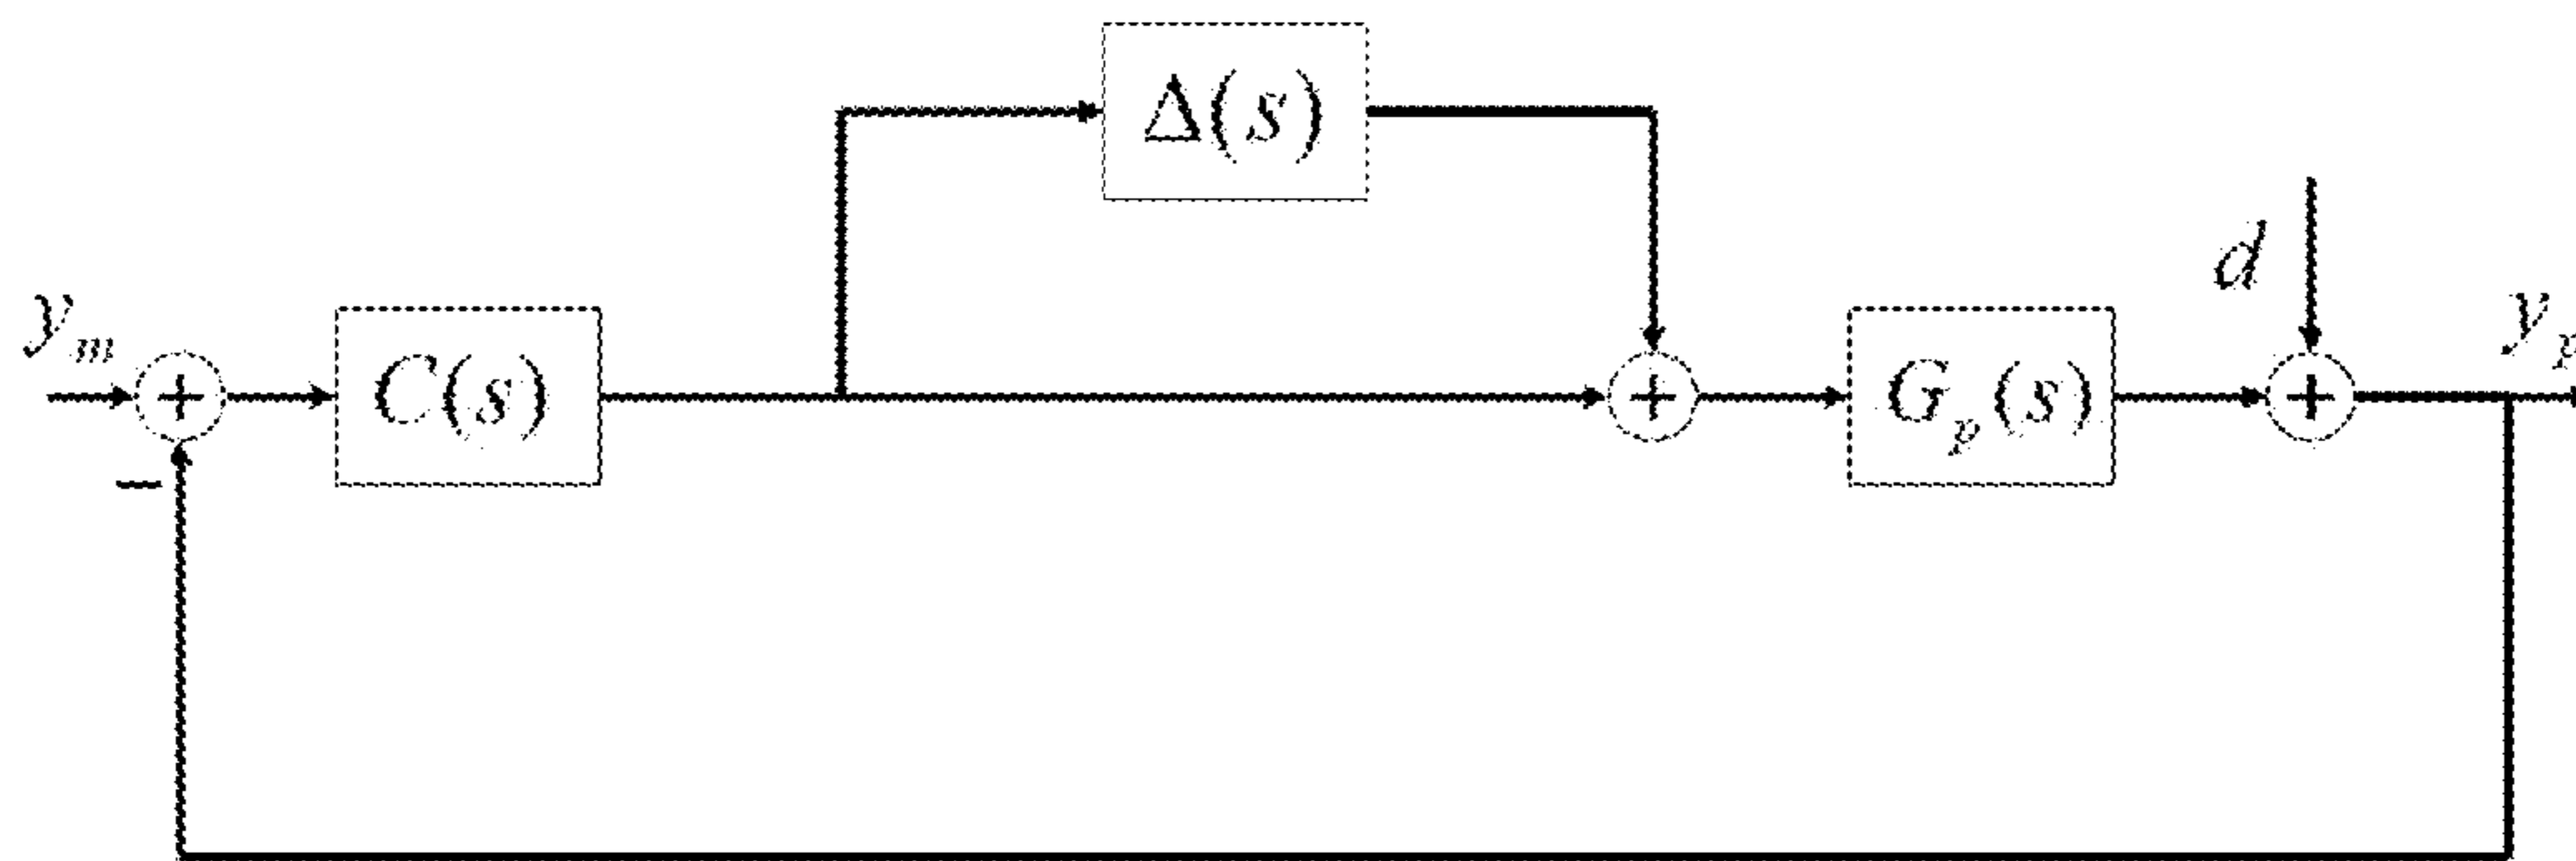 Δ(s)
d
y_m
+
C(s)
+
G_p(s)
+
y_p
−